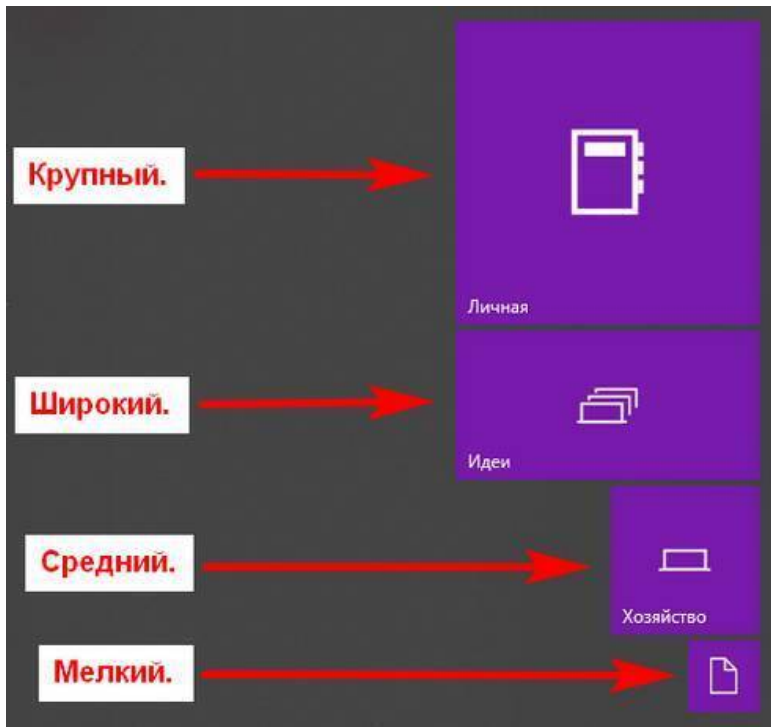 Крупный.
Личная
Широкий.
Идеи
Средний.
Хозяйство
Мелкий.